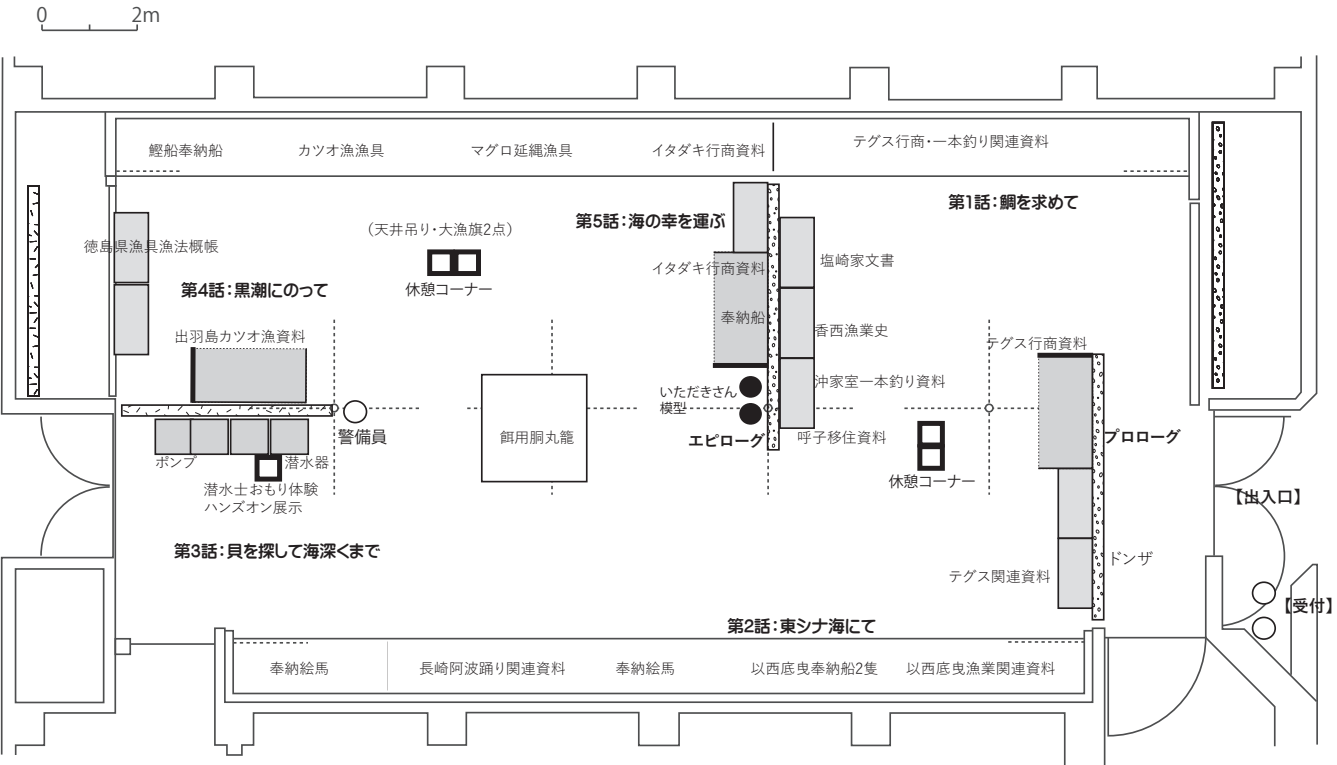 0 2m
鰹船奉納船
カツオ漁漁具
マグロ延縄漁具
イタダキ行商資料
テグス行商・一本釣り関連資料
第1話：鯛を求めて
第5話：海の幸を運ぶ
(天井吊り・大漁旗2点)
休憩コーナー
徳島県漁具漁法概帳
第4話：黒潮にのって
出羽島カツオ漁資料
イタダキ行商資料
奉納船
塩崎家文書
香西漁業史
沖家室一本釣り資料
呼子移住資料
テグス行商資料
いただきさん
模型
エピローグ
プロローグ
警備員
餌用胴丸籠
ポンプ
潜水器
潜水士おもり体験
ハンズオン展示
休憩コーナー
【出入口】
第3話：貝を探して海深くまで
テグス関連資料
ドンザ
【受付】
第2話：東シナ海にて
奉納絵馬
長崎阿波踊り関連資料
奉納絵馬
以西底曳奉納船2隻
以西底曳漁業関連資料